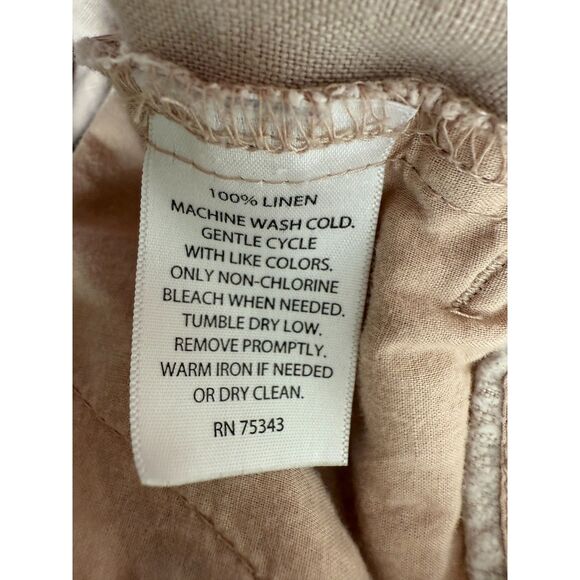 100% LINEN
MACHINE WASH COLD.
GENTLE CYCLE
WITH LIKE COLORS.
ONLY NON-CHLORINE
BLEACH WHEN NEEDED.
TUMBLE DRY LOW.
REMOVE PROMPTLY.
WARM IRON IF NEEDED
OR DRY CLEAN.
RN 75343